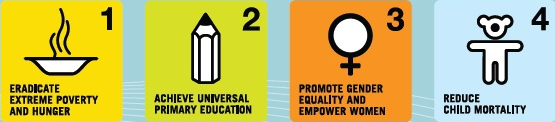 1
ERADICATE
EXTREME POVERTY
AND HUNGER
2
ACHIEVE UNIVERSAL
PRIMARY EDUCATION
3
PROMOTE GENDER
EQUALITY AND
EMPOWER WOMEN
4
REDUCE
CHILD MORTALITY